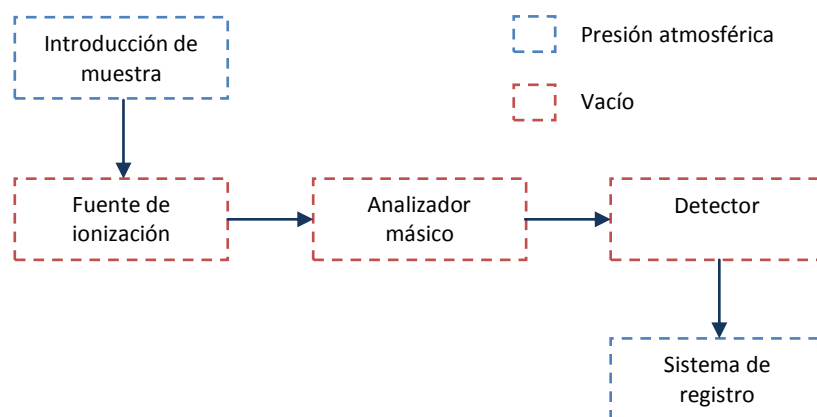 Introducción de
muestra
Presión atmosférica
Vacío
Fuente de
ionización
Analizador
másico
Detector
Sistema de
registro